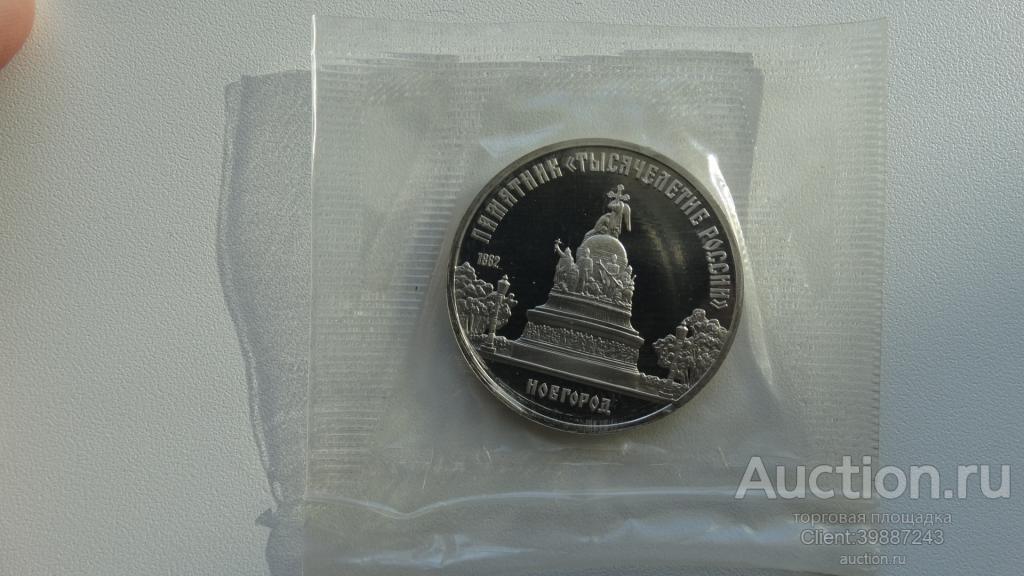 ПАМЯТНИК «ТЫСЯЧЕЛЕТИЕ РОССИИ»
1862
НОВГОРОД
Auction.ru
торговая площадка
Client:39887243
auction.ru